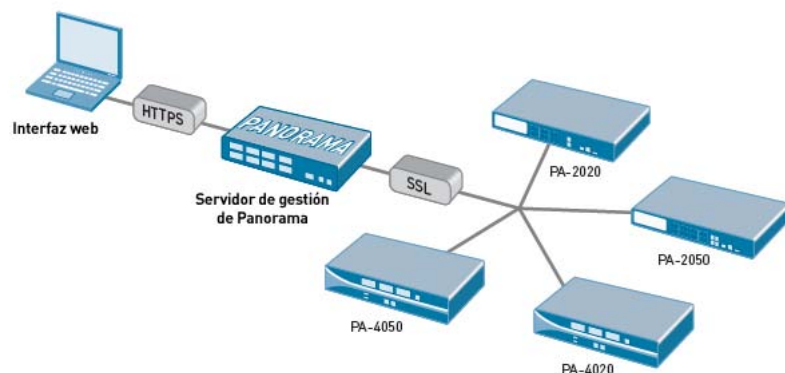 Interfaz web
HTTPS
PANORAMA
Servidor de gestión
de Panorama
SSL
PA-2020
PA-2050
PA-4050
PA-4020